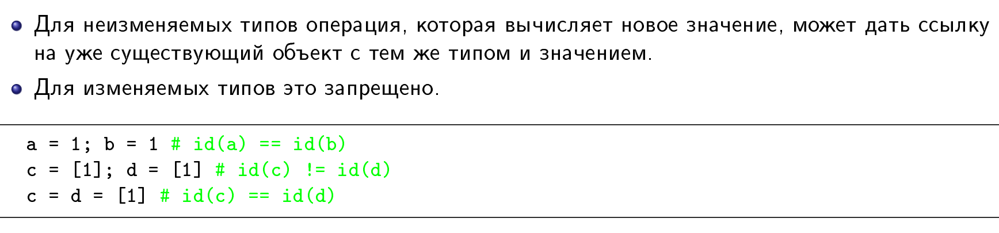 Для неизменяемых типов операция, которая вычисляет новое значение, может дать ссылку
на уже существующий объект с тем же типом и значением.
Для изменяемых типов это запрещено.
a = 1; b = 1 # id(a) == id(b)
c = [1]; d = [1] # id(c) != id(d)
c = d = [1] # id(c) == id(d)